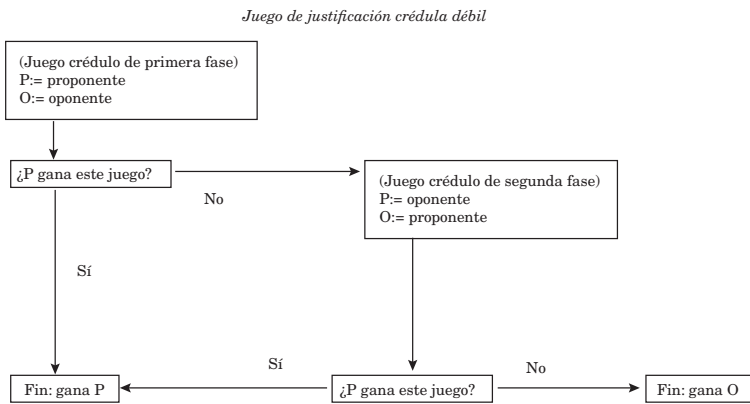 Juego de justificación crédula débil
(Juego crédulo de primera fase)
P:= proponente
O:= oponente
¿P gana este juego?
No
(Juego crédulo de segunda fase)
P:= oponente
O:= proponente
Sí
Fin: gana P
Sí
¿P gana este juego?
No
Fin: gana O